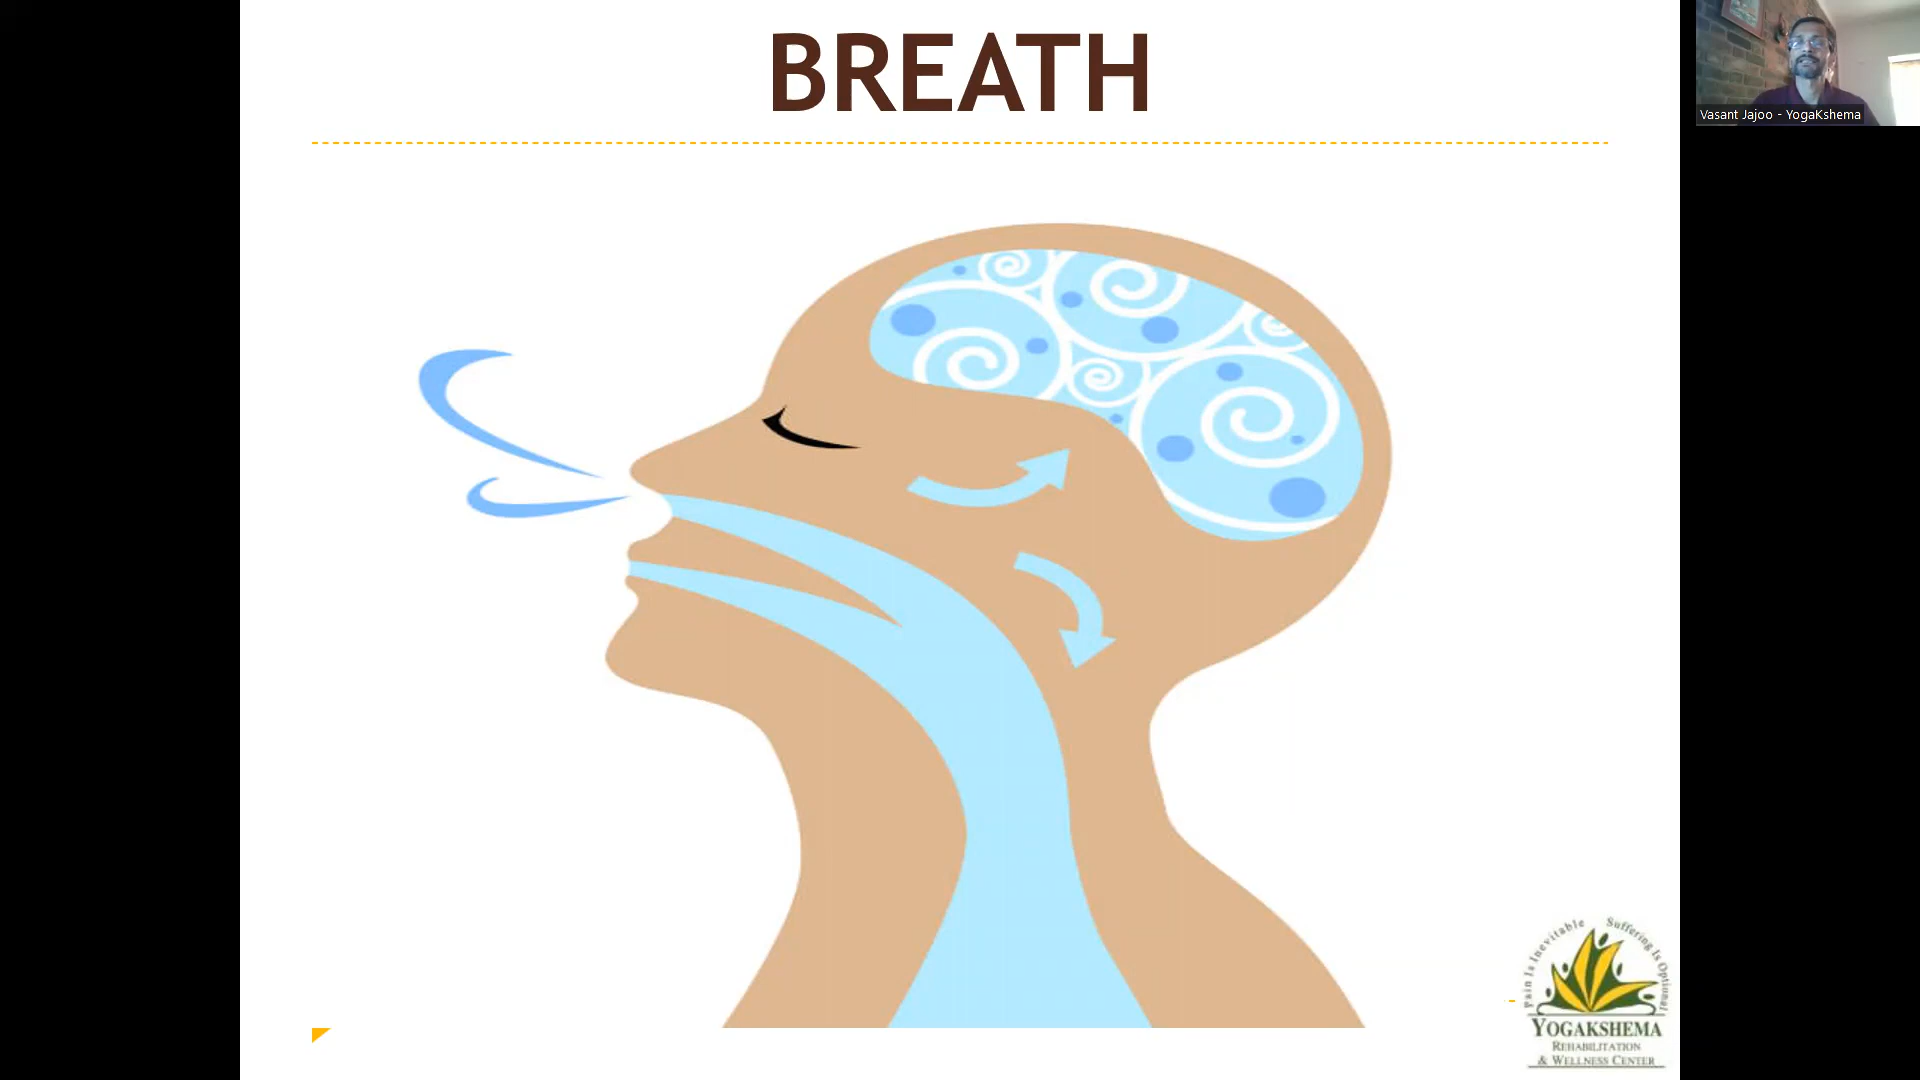 BREATH
Vasant Jajoo - YogaKshema
Pain Is Inevitable Suffering Is Optional
YOGAKSHEMA
REHABILITATION
& WELLNESS CENTER